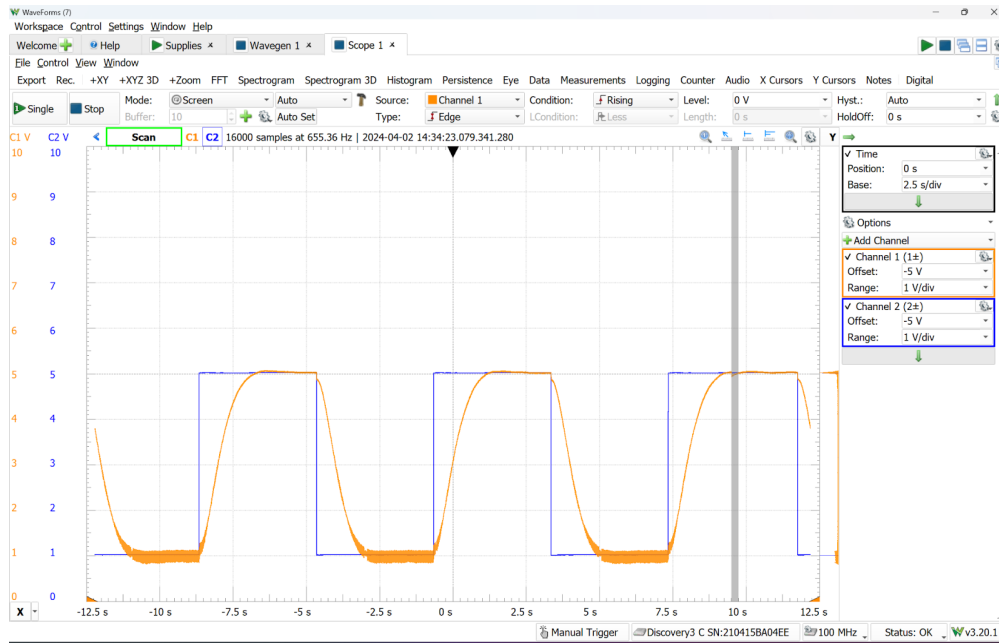 WaveForms (7)
Workspace Control Settings Window Help
Welcome Help Supplies × Wavegen 1 × Scope 1 ×
File Control View Window
Export Rec. +XY +XYZ 3D +Zoom FFT Spectrogram Spectrogram 3D Histogram Persistence Eye Data Measurements Logging Counter Audio X Cursors Y Cursors Notes Digital
Single Stop Mode: Screen Auto Source: Channel 1 Condition: Rising Level: 0 V Hyst.: Auto
Buffer: 10 Auto Set Type: Edge LCondition: Less Length: 0 s HoldOff: 0 s
C1 V C2 V Scan C1 C2 16000 samples at 655.36 Hz | 2024-04-02 14:34:23.079.341.280 Y
10 10
9 9
8 8
7 7
6 6
5 5
4 4
3 3
2 2
1 1
0 0
X -12.5 s -10 s -7.5 s -5 s -2.5 s 0 s 2.5 s 5 s 7.5 s 10 s 12.5 s
Time
Position: 0 s
Base: 2.5 s/div
Options
Add Channel
Channel 1 (1±)
Offset: -5 V
Range: 1 V/div
Channel 2 (2±)
Offset: -5 V
Range: 1 V/div
Manual Trigger Discovery3 C SN:210415BA04EE 100 MHz Status: OK v3.20.1